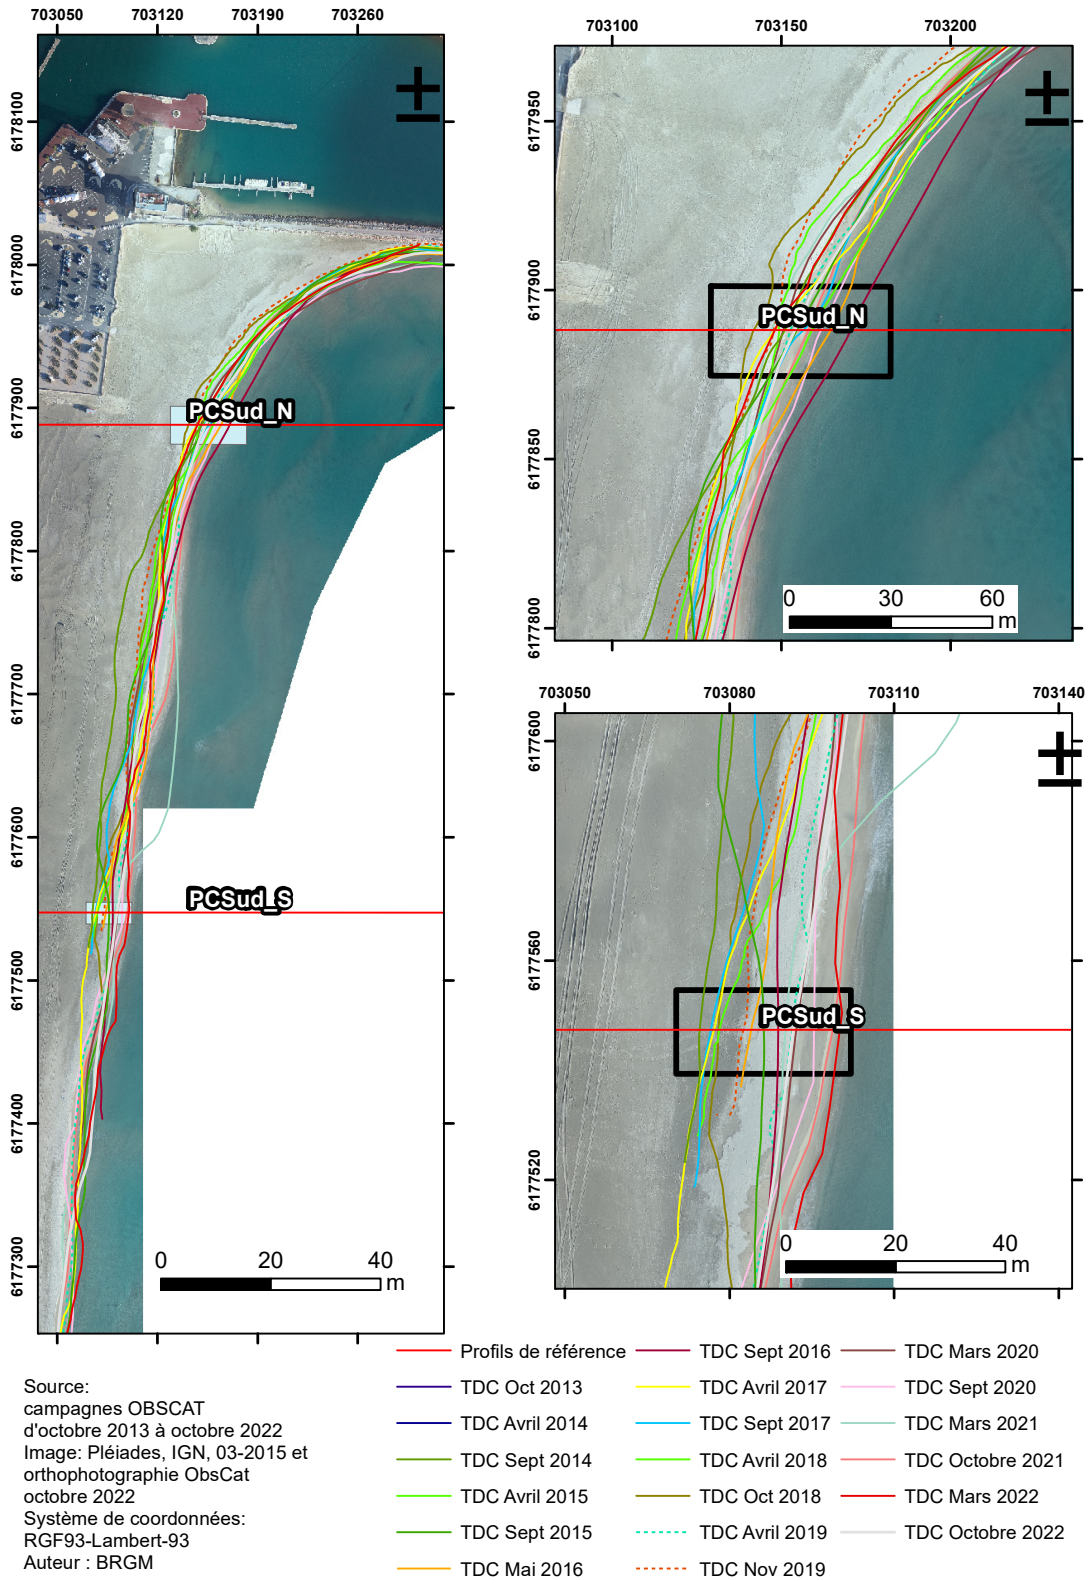 703050 703120 703190 703260
6178100
6178000
6177900
6177800
6177700
6177600
6177500
6177400
6177300
PCSud_N
PCSud_S
0 20 40
m
703100 703150 703200
6177950
6177900
6177850
6177800
PCSud_N
0 30 60
m
703050 703080 703110 703140
6177600
6177560
6177520
PCSud_S
0 20 40
m
Source:
campagnes OBSCAT
d'octobre 2013 à octobre 2022
Image: Pléiades, IGN, 03-2015 et
orthophotographie ObsCat
octobre 2022
Système de coordonnées:
RGF93-Lambert-93
Auteur : BRGM
Profils de référence
TDC Oct 2013
TDC Avril 2014
TDC Sept 2014
TDC Avril 2015
TDC Sept 2015
TDC Mai 2016
TDC Sept 2016
TDC Avril 2017
TDC Sept 2017
TDC Avril 2018
TDC Oct 2018
TDC Avril 2019
TDC Nov 2019
TDC Mars 2020
TDC Sept 2020
TDC Mars 2021
TDC Octobre 2021
TDC Mars 2022
TDC Octobre 2022